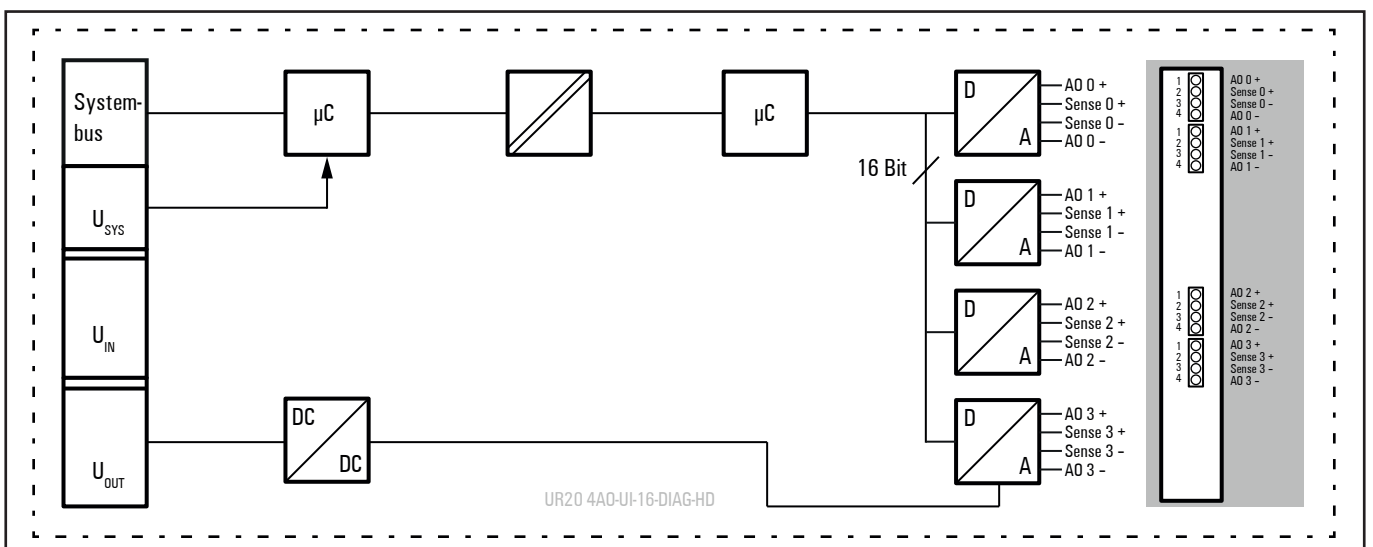 System-
bus
USYS
UIN
UOUT
µC
DC
DC
µC
16 Bit
D
A
AO 0 +
Sense 0 +
Sense 0 –
AO 0 –
D
A
AO 1 +
Sense 1 +
Sense 1 –
AO 1 –
D
A
AO 2 +
Sense 2 +
Sense 2 –
AO 2 –
D
A
AO 3 +
Sense 3 +
Sense 3 –
AO 3 –
1 AO 0 +
2 Sense 0 +
3 Sense 0 –
4 AO 0 –
1 AO 1 +
2 Sense 1 +
3 Sense 1 –
4 AO 1 –
1 AO 2 +
2 Sense 2 +
3 Sense 2 –
4 AO 2 –
1 AO 3 +
2 Sense 3 +
3 Sense 3 –
4 AO 3 –
UR20 4AO-UI-16-DIAG-HD